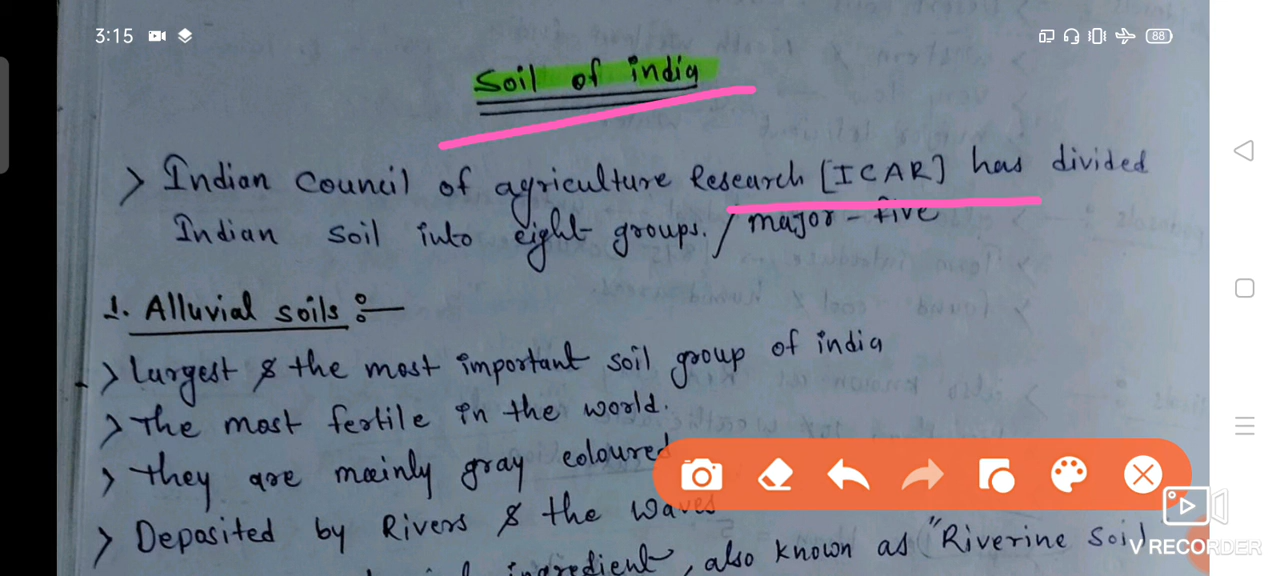 3:15
88
Soil of india
> Indian Council of agriculture Research [ICAR] has divided
Indian soil into eight groups. / major - five
1. Alluvial soils :-
> Largest & the most important soil group of india
> The most fertile in the world.
> They are mainly gray coloured
> Deposited by Rivers & the waves
ingredient, also known as "Riverine soil
V RECORDER